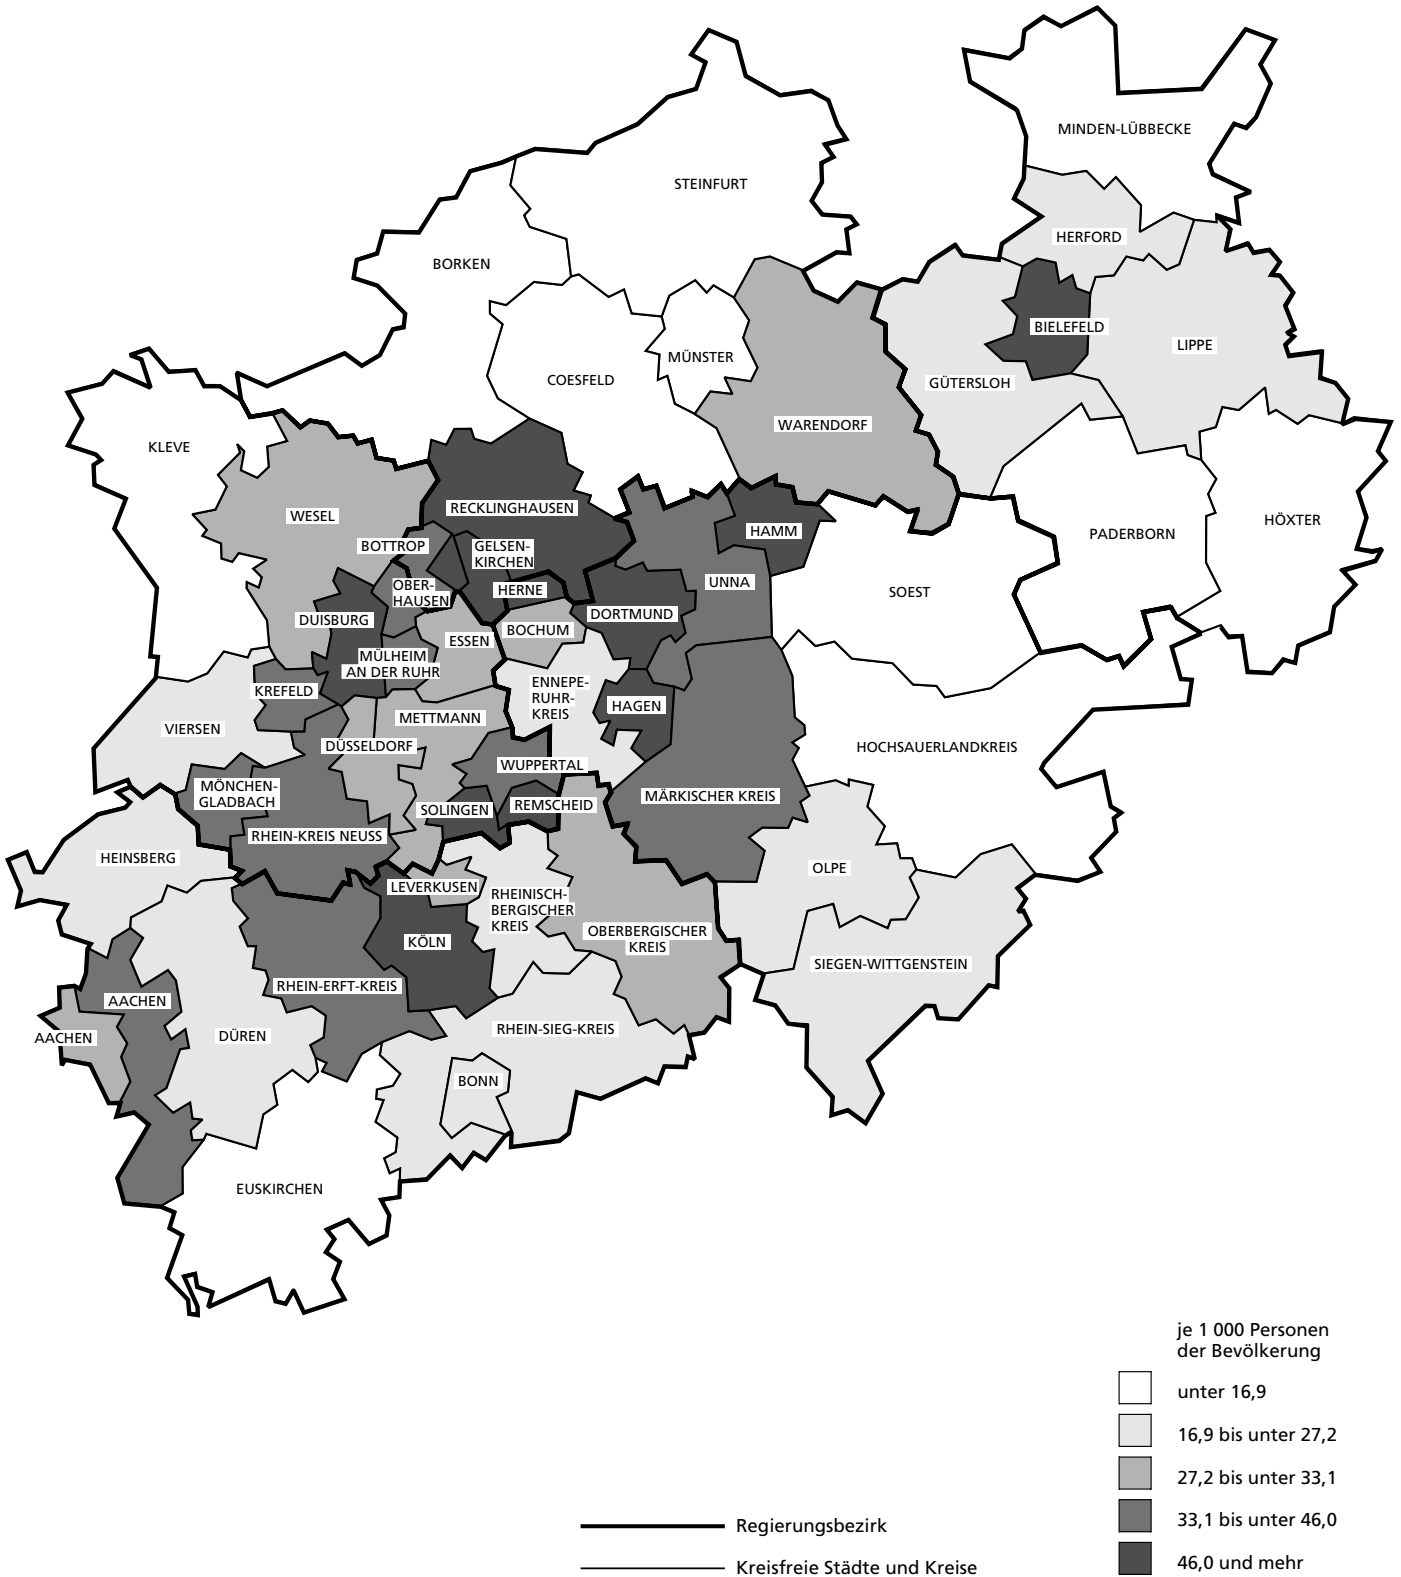 MINDEN-LÜBBECKE
STEINFURT
HERFORD
BORKEN
BIELEFELD
LIPPE
MÜNSTER
COESFELD
GÜTERSLOH
WARENDORF
KLEVE
RECKLINGHAUSEN
WESEL
HÖXTER
HAMM
PADERBORN
BOTTROP
GELSEN-
KIRCHEN
UNNA
OBER-
HAUSEN
HERNE
SOEST
DORTMUND
DUISBURG
BOCHUM
ESSEN
MÜLHEIM
AN DER RUHR
ENNEPE-
RUHR-
KREIS
KREFELD
HAGEN
METTMANN
VIERSEN
DÜSSELDORF
HOCHSAUERLANDKREIS
WUPPERTAL
MÖNCHEN-
GLADBACH
MÄRKISCHER KREIS
SOLINGEN
REMSCHEID
RHEIN-KREIS NEUSS
HEINSBERG
OLPE
LEVERKUSEN
RHEINISCH-
BERGISCHER
KREIS
OBERBERGISCHER
KREIS
KÖLN
SIEGEN-WITTGENSTEIN
RHEIN-ERFT-KREIS
AACHEN
RHEIN-SIEG-KREIS
DÜREN
AACHEN
BONN
EUSKIRCHEN
je 1 000 Personen
der Bevölkerung
unter 16,9
16,9 bis unter 27,2
27,2 bis unter 33,1
33,1 bis unter 46,0
46,0 und mehr
Regierungsbezirk
Kreisfreie Städte und Kreise